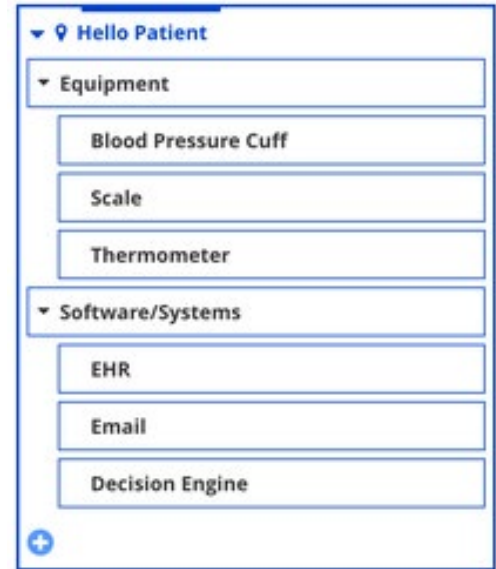 Hello Patient
Equipment
Blood Pressure Cuff
Scale
Thermometer
Software/Systems
EHR
Email
Decision Engine